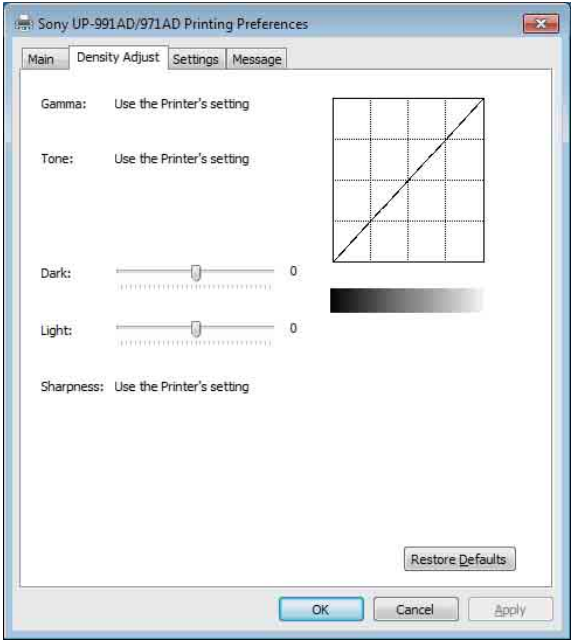 Sony UP-991AD/971AD Printing Preferences
Main Density Adjust Settings Message
Gamma: Use the Printer's setting
Tone: Use the Printer's setting
Dark: 0
Light: 0
Sharpness: Use the Printer's setting
Restore Defaults
OK Cancel Apply